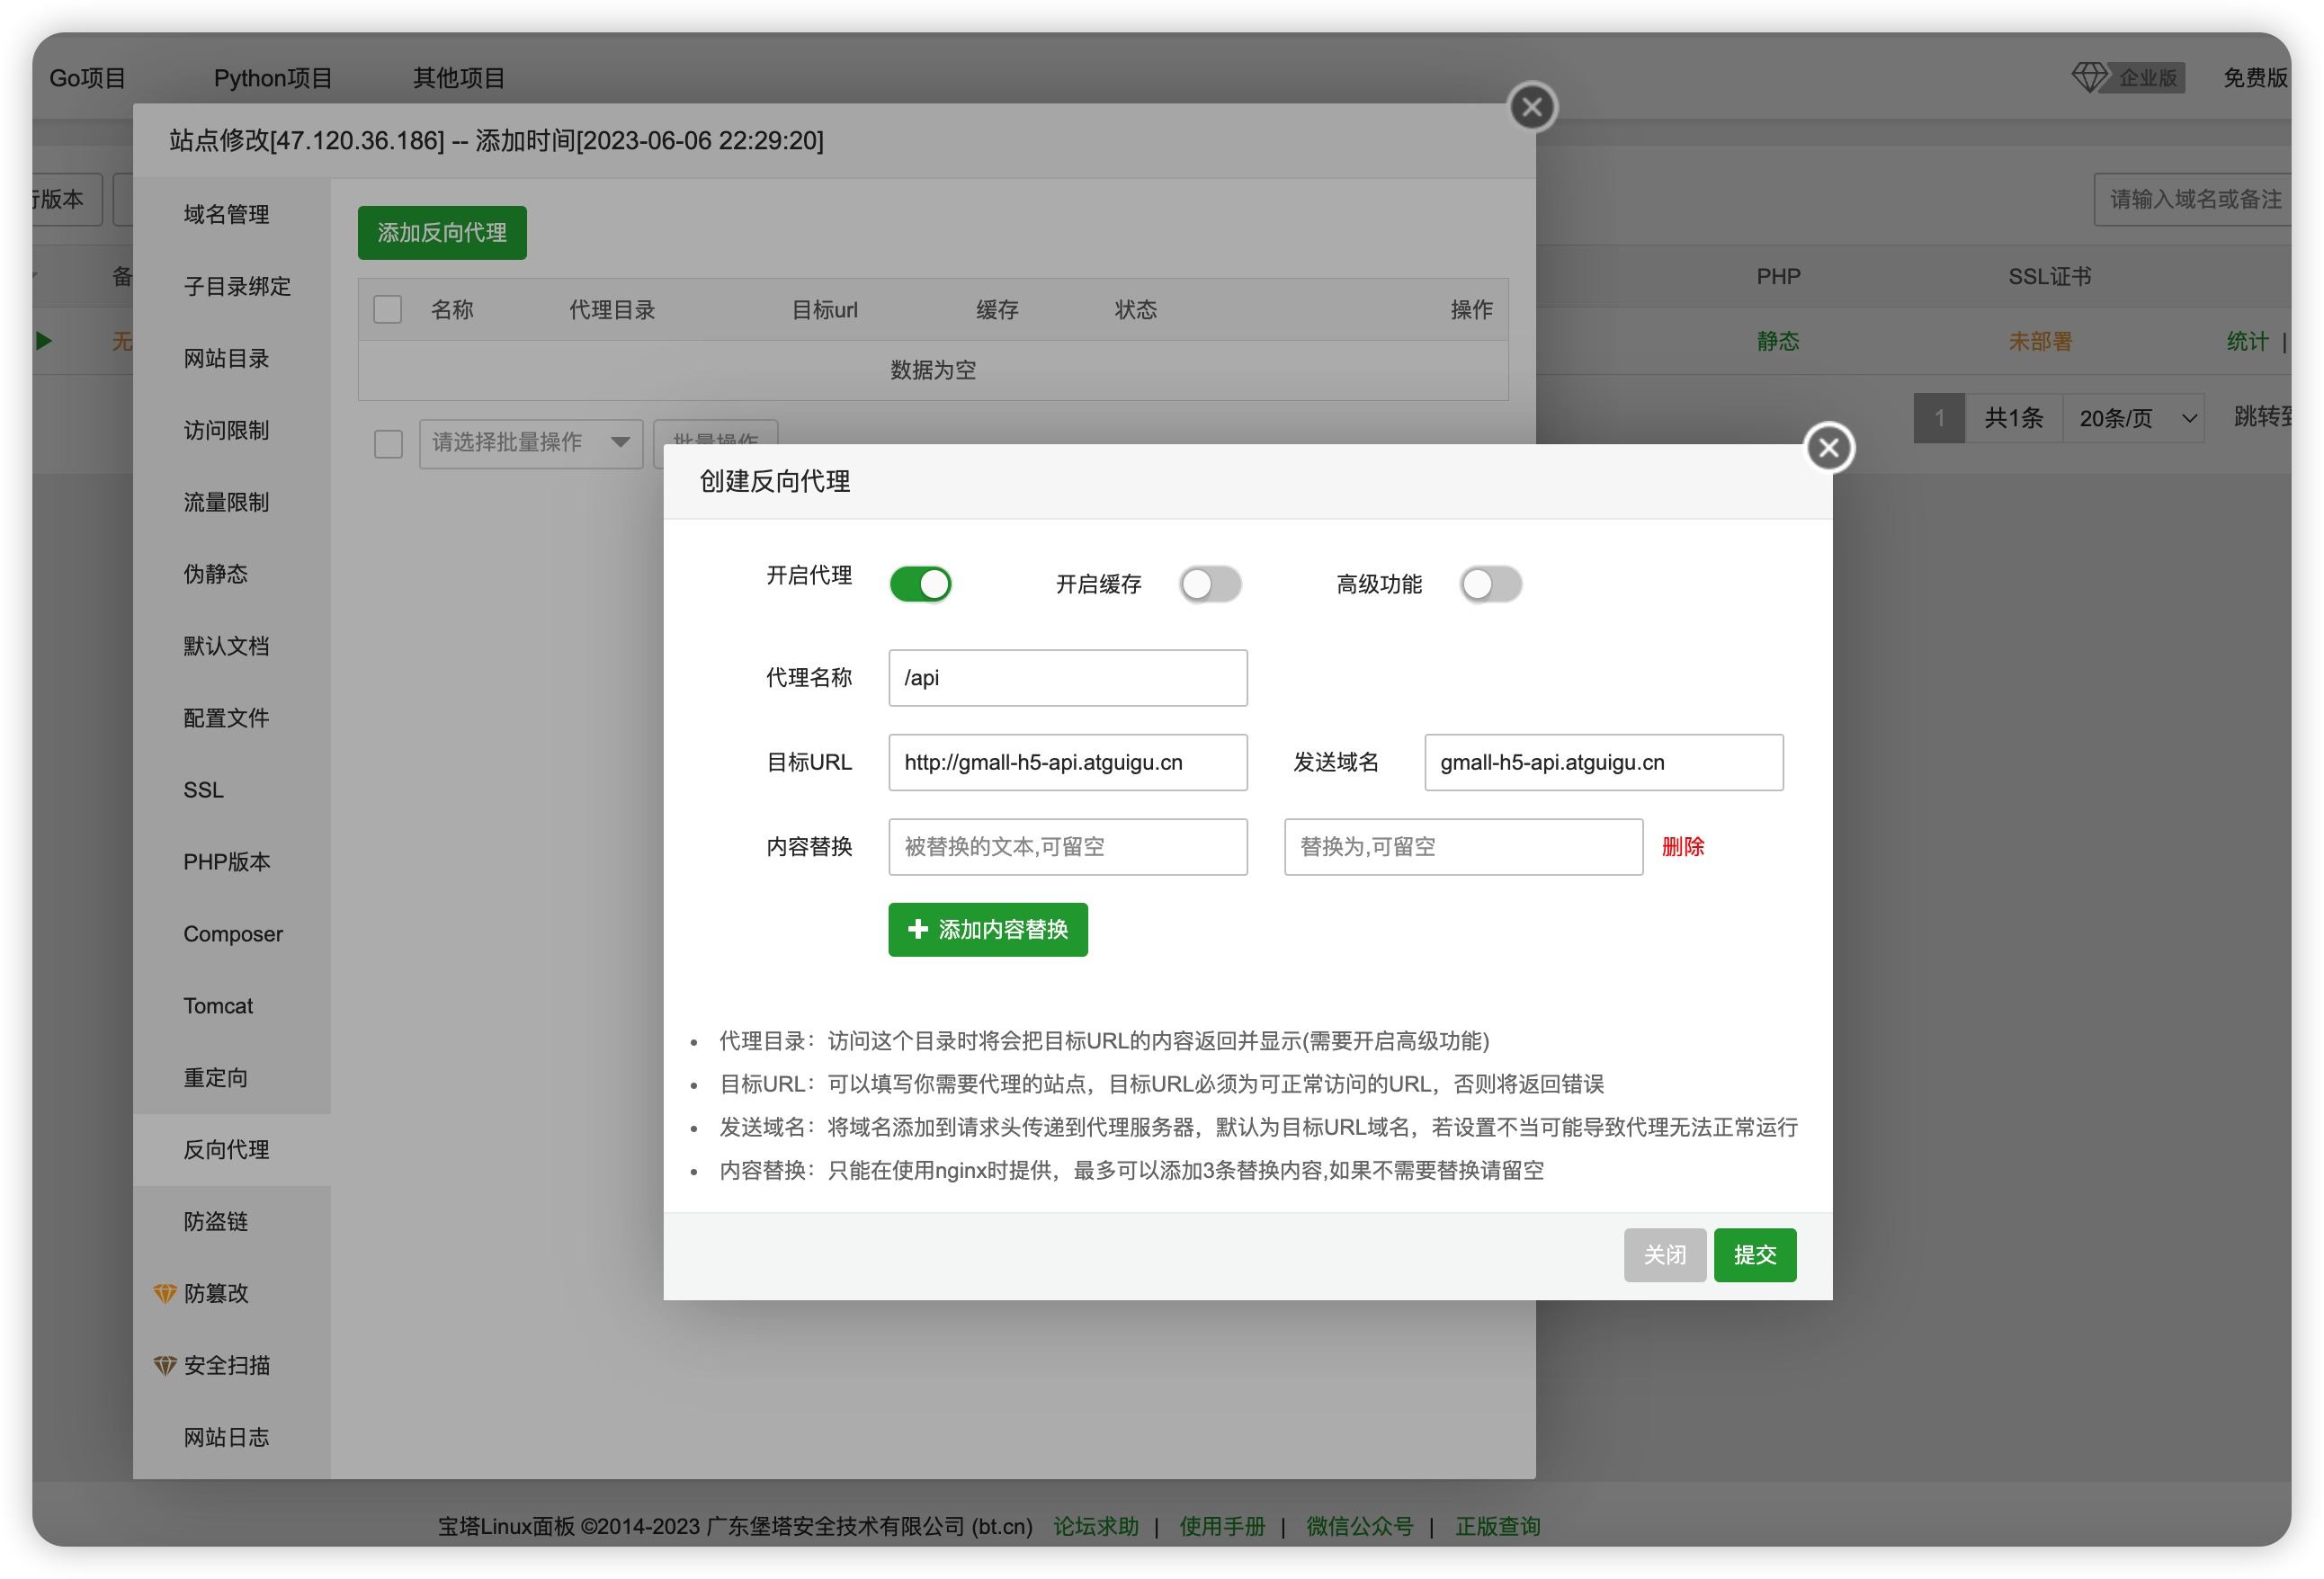 Go项目 Python项目 其他项目 企业版 免费版
站点修改[47.120.36.186] -- 添加时间[2023-06-06 22:29:20]
行版本 请输入域名或备注
域名管理
添加反向代理
子目录绑定
备 PHP SSL证书
名称 代理目录 目标url 缓存 状态 操作
无 静态 未部署 统计 |
网站目录
数据为空
1 共1条 20条/页 跳转到
访问限制
请选择批量操作 批量操作
创建反向代理
流量限制
伪静态
开启代理 开启缓存 高级功能
默认文档
代理名称 /api
配置文件
目标URL http://gmall-h5-api.atguigu.cn 发送域名 gmall-h5-api.atguigu.cn
SSL
内容替换 被替换的文本,可留空 替换为,可留空 删除
PHP版本
Composer
添加内容替换
Tomcat
• 代理目录：访问这个目录时将会把目标URL的内容返回并显示(需要开启高级功能)
重定向
• 目标URL：可以填写你需要代理的站点，目标URL必须为可正常访问的URL，否则将返回错误
• 发送域名：将域名添加到请求头传递到代理服务器，默认为目标URL域名，若设置不当可能导致代理无法正常运行
反向代理
• 内容替换：只能在使用nginx时提供，最多可以添加3条替换内容,如果不需要替换请留空
防盗链
关闭 提交
防篡改
安全扫描
网站日志
宝塔Linux面板 ©2014-2023 广东堡塔安全技术有限公司 (bt.cn) 论坛求助 | 使用手册 | 微信公众号 | 正版查询